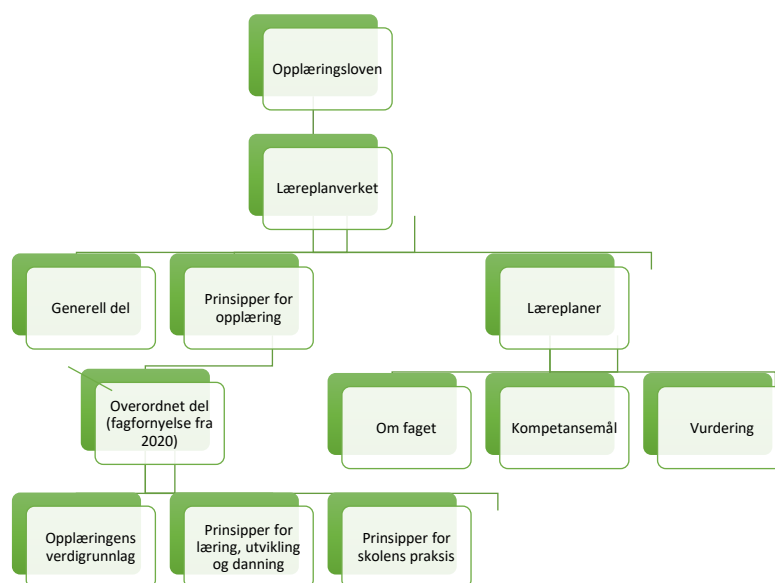 Opplæringsloven
Læreplanverket
Generell del
Prinsipper for
opplæring
Læreplaner
Overordnet del
(fagfornyelse fra
2020)
Om faget
Kompetansemål
Vurdering
Opplæringens
verdigrunnlag
Prinsipper for
læring, utvikling
og danning
Prinsipper for
skolens praksis